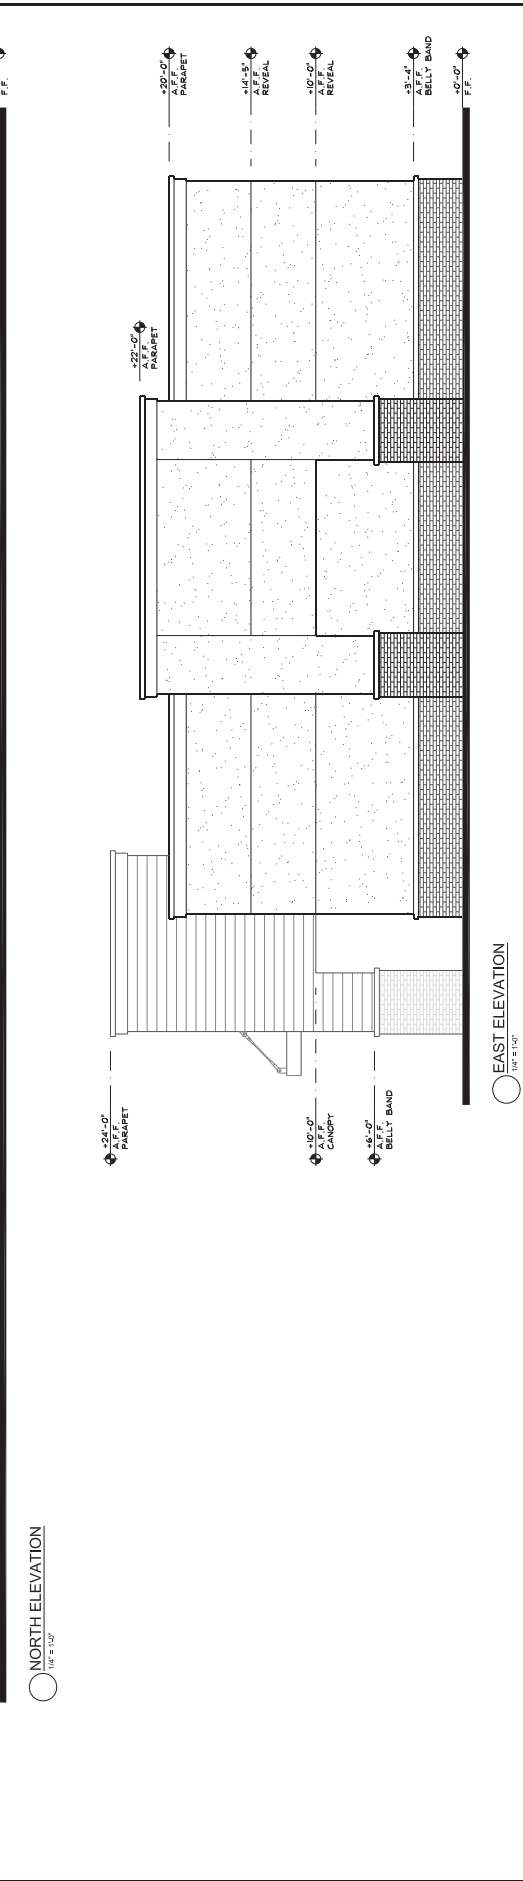 F.F.
NORTH ELEVATION
1/4" = 1'-0"
+24'-0"
A.F.F.
PARAPET
+22'-0"
A.F.F.
PARAPET
+20'-0"
A.F.F.
PARAPET
+14'-5"
A.F.F.
REVEAL
+10'-0"
A.F.F.
CANOPY
+10'-0"
A.F.F.
REVEAL
+6'-0"
A.F.F.
BELLY BAND
+3'-4"
A.F.F.
BELLY BAND
+0'-0"
F.F.
EAST ELEVATION
1/4" = 1'-0"